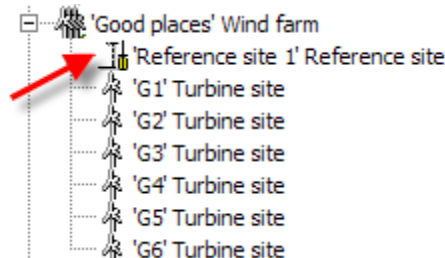 'Good places' Wind farm
'Reference site 1' Reference site
'G1' Turbine site
'G2' Turbine site
'G3' Turbine site
'G4' Turbine site
'G5' Turbine site
'G6' Turbine site